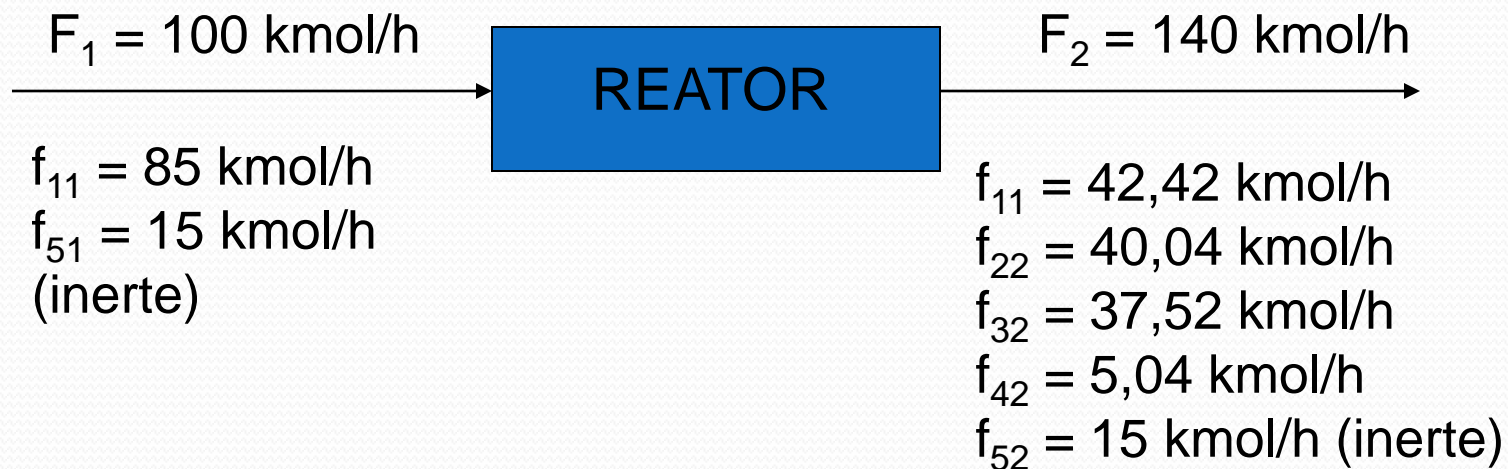 F₁ = 100 kmol/h
REATOR
F₂ = 140 kmol/h
f₁₁ = 85 kmol/h
f₅₁ = 15 kmol/h
(inerte)
f₁₁ = 42,42 kmol/h
f₂₂ = 40,04 kmol/h
f₃₂ = 37,52 kmol/h
f₄₂ = 5,04 kmol/h
f₅₂ = 15 kmol/h (inerte)